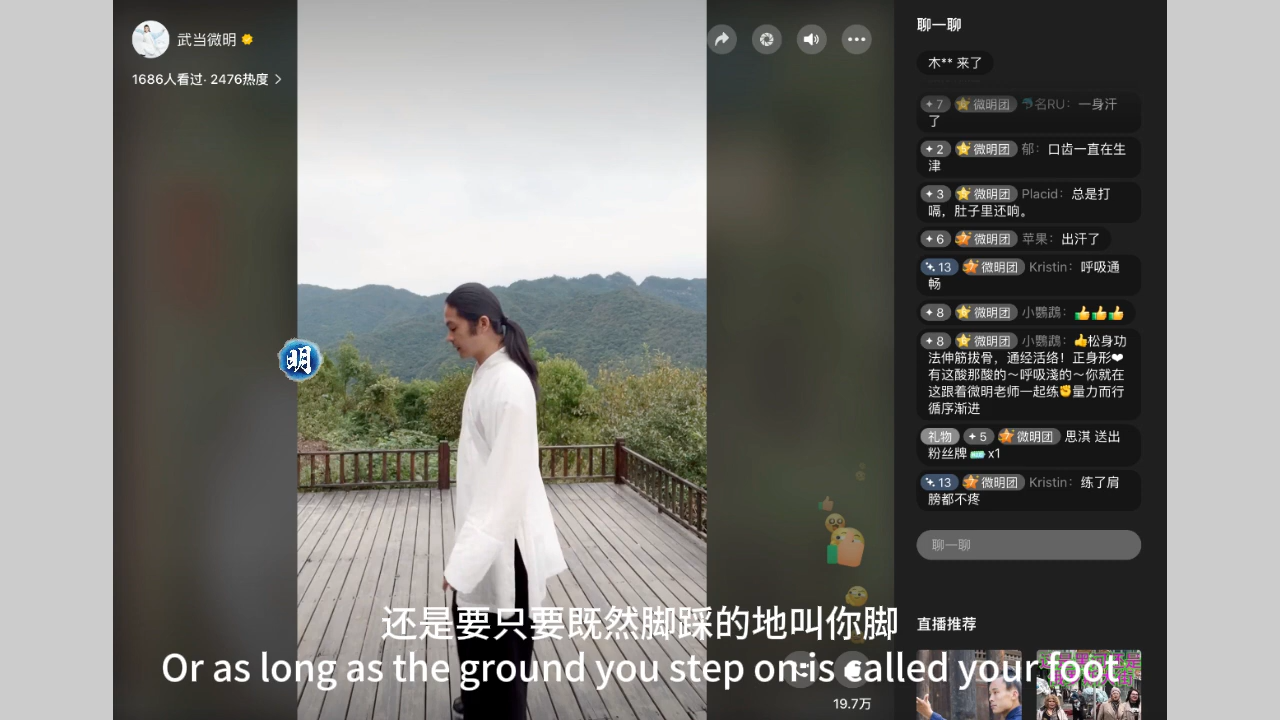 武当微明
1686人看过· 2476热度
明
聊一聊
木** 来了
7 微明团 名RU：一身汗
了
2 微明团 郁：口齿一直在生
津
3 微明团 Placid：总是打
嗝，肚子里还响。
6 微明团 苹果：出汗了
13 微明团 Kristin：呼吸通
畅
8 微明团 小鹦鹉：👍👍👍
8 微明团 小鹦鹉：👍松身功
法伸筋拔骨，通经活络！正身形❤
有这酸那酸的～呼吸淺的～你就在
这跟着微明老师一起练✊量力而行
循序渐进
礼物 5 微明团 思淇 送出
粉丝牌 x1
13 微明团 Kristin：练了肩
膀都不疼
聊一聊
直播推荐
还是要只要既然脚踩的地叫你脚
Or as long as the ground you step on is called your foot
19.7万